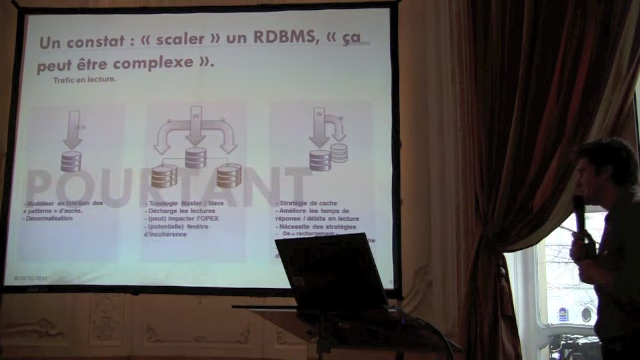 Un constat : « scaler » un RDBMS, « ça
peut être complexe ».
Trafic en lecture.
W
POURTANT
- Modéliser en fonction des
« patterns » d'accès.
- Dénormalisation
- Topologie Master / Slave
- Décharge les lectures
- (peut) impacter l'OPEX
- (potentielle) fenêtre
d'incohérence
- Stratégie de cache
- Améliore les temps de
réponse / débits en lecture
- Nécessite des stratégies